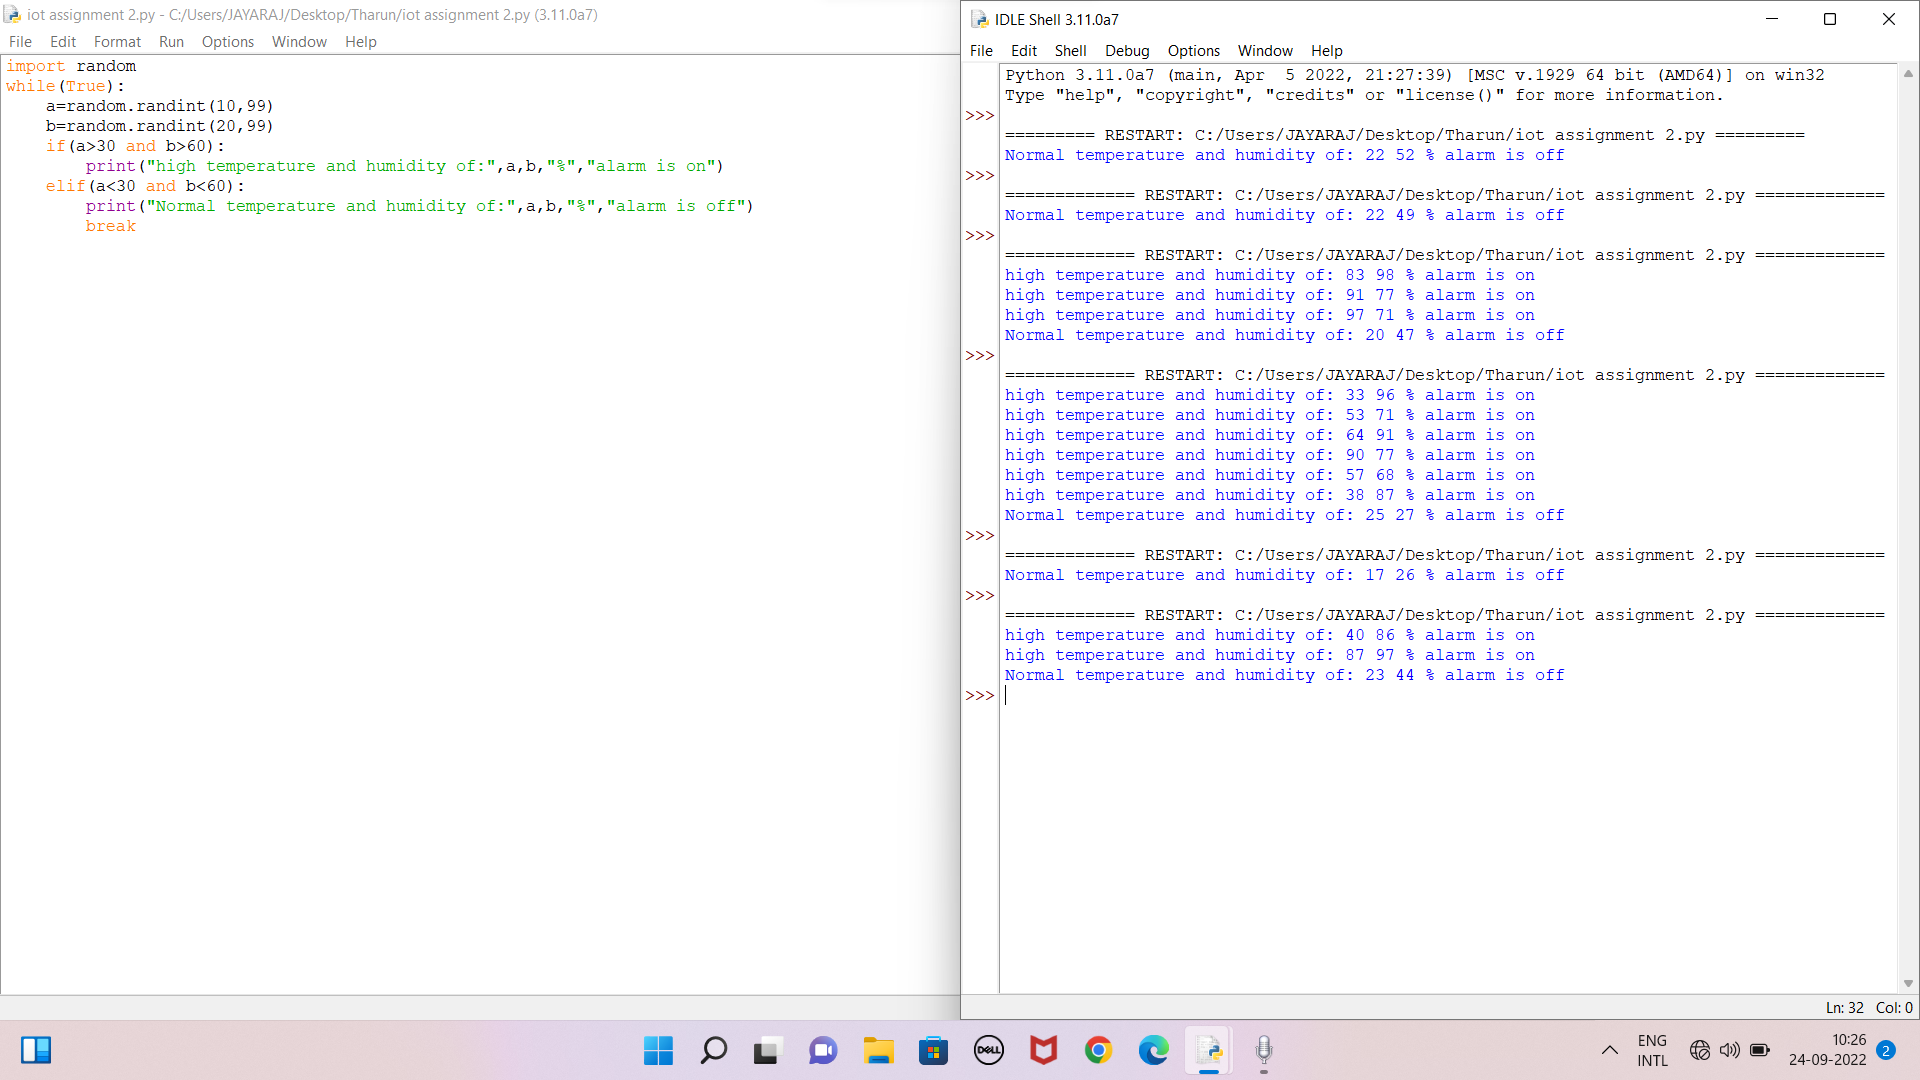 iot assignment 2.py - C:/Users/JAYARAJ/Desktop/Tharun/iot assignment 2.py (3.11.0a7)
File Edit Format Run Options Window Help
import random
while(True):
    a=random.randint(10,99)
    b=random.randint(20,99)
    if(a>30 and b>60):
        print("high temperature and humidity of:",a,b,"%","alarm is on")
    elif(a<30 and b<60):
        print("Normal temperature and humidity of:",a,b,"%","alarm is off")
        break
IDLE Shell 3.11.0a7
File Edit Shell Debug Options Window Help
Python 3.11.0a7 (main, Apr  5 2022, 21:27:39) [MSC v.1929 64 bit (AMD64)] on win32
Type "help", "copyright", "credits" or "license()" for more information.
>>>
========= RESTART: C:/Users/JAYARAJ/Desktop/Tharun/iot assignment 2.py =========
Normal temperature and humidity of: 22 52 % alarm is off
>>>
============= RESTART: C:/Users/JAYARAJ/Desktop/Tharun/iot assignment 2.py =============
Normal temperature and humidity of: 22 49 % alarm is off
>>>
============= RESTART: C:/Users/JAYARAJ/Desktop/Tharun/iot assignment 2.py =============
high temperature and humidity of: 83 98 % alarm is on
high temperature and humidity of: 91 77 % alarm is on
high temperature and humidity of: 97 71 % alarm is on
Normal temperature and humidity of: 20 47 % alarm is off
>>>
============= RESTART: C:/Users/JAYARAJ/Desktop/Tharun/iot assignment 2.py =============
high temperature and humidity of: 33 96 % alarm is on
high temperature and humidity of: 53 71 % alarm is on
high temperature and humidity of: 64 91 % alarm is on
high temperature and humidity of: 90 77 % alarm is on
high temperature and humidity of: 57 68 % alarm is on
high temperature and humidity of: 38 87 % alarm is on
Normal temperature and humidity of: 25 27 % alarm is off
>>>
============= RESTART: C:/Users/JAYARAJ/Desktop/Tharun/iot assignment 2.py =============
Normal temperature and humidity of: 17 26 % alarm is off
>>>
============= RESTART: C:/Users/JAYARAJ/Desktop/Tharun/iot assignment 2.py =============
high temperature and humidity of: 40 86 % alarm is on
high temperature and humidity of: 87 97 % alarm is on
Normal temperature and humidity of: 23 44 % alarm is off
>>>
Ln: 32 Col: 0
DELL
ENG
INTL
10:26
24-09-2022
2